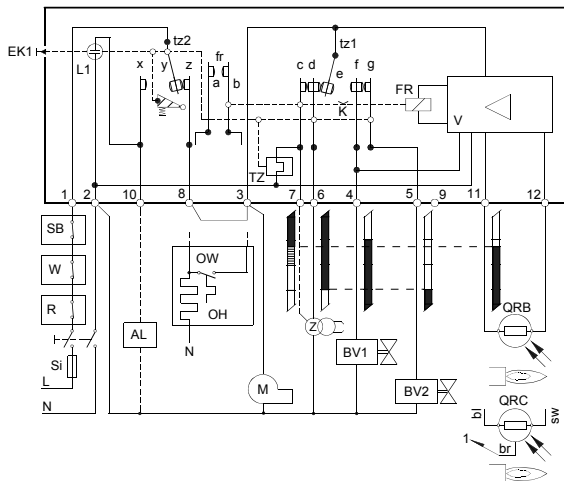 tz2
tz1
EK1
L1
x
y
z
fr
a
b
c
d
e
f
g
FR
V
K
TZ
1
2
10
8
3
7
6
4
5
9
11
12
SB
W
R
Si
L
N
AL
OW
OH
N
M
Z
BV1
BV2
QRB
QRC
bl
sw
br
1